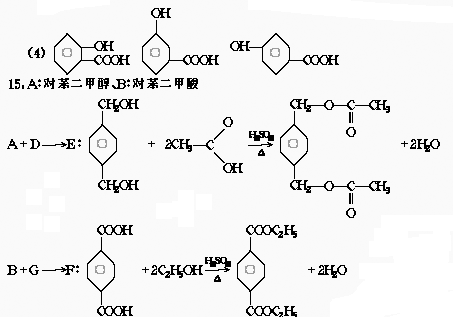 OH
(4) OH COOH COOH OH COOH
15、A:对苯二甲醇、B:对苯二甲酸
CH₂OH O CH₂—O—C—CH₃
O
A+D→E: + 2CH₃—C H₂SO₄ △ +2H₂O
OH
CH₂OH CH₂—O—C—CH₃
O
COOH COOC₂H₅
B+G→F: +2C₂H₅OH H₂SO₄ △ +2H₂O
COOH COOC₂H₅